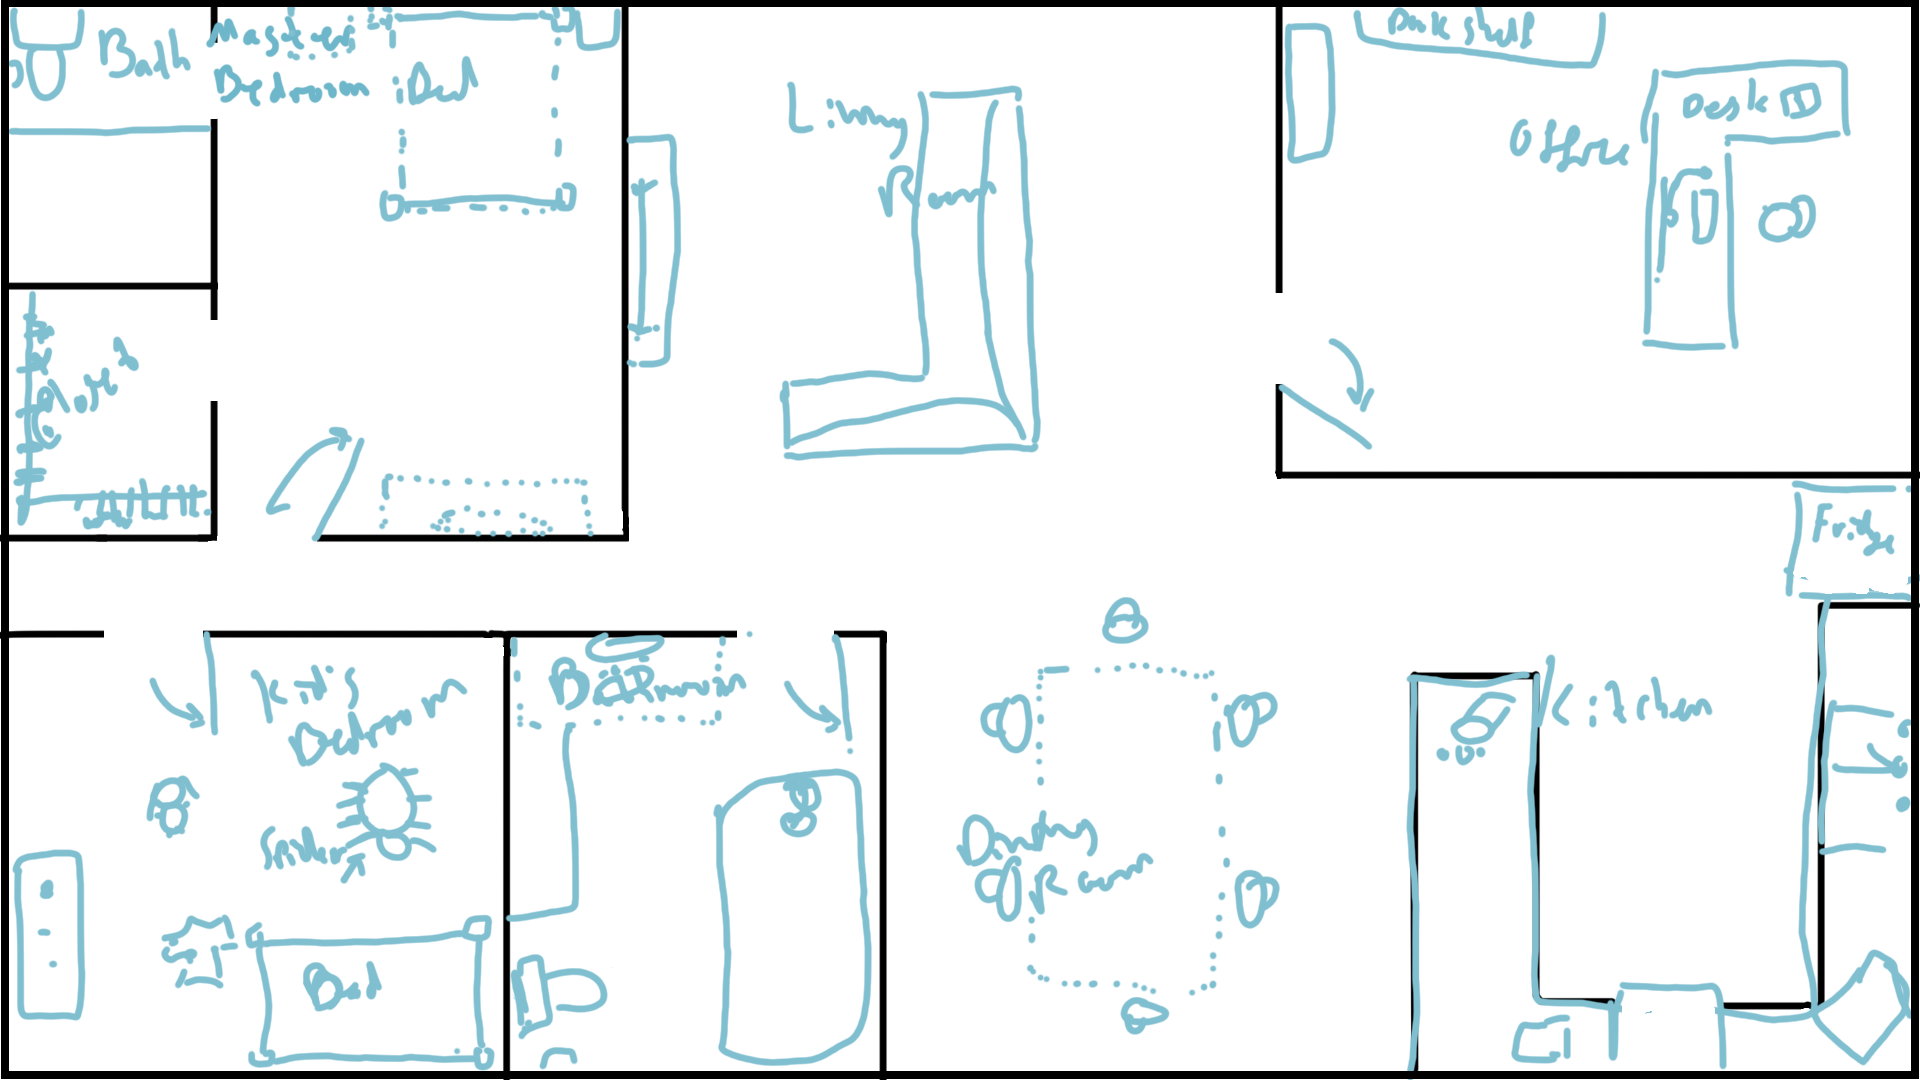 Bath
Master
Bedroom
Bed
Living
Room
Book shelf
Desk
Office
Closet
Fridge
Kid's
Bedroom
Spider
Bed
Bathroom
Dining
Room
Kitchen